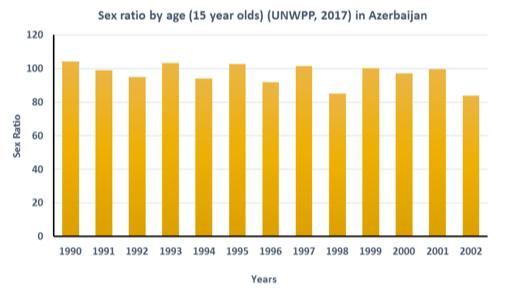 Sex ratio by age (15 year olds) (UNWPP, 2017) in Azerbaijan
120
100
80
60
40
20
0
Sex Ratio
1990 1991 1992 1993 1994 1995 1996 1997 1998 1999 2000 2001 2002
Years